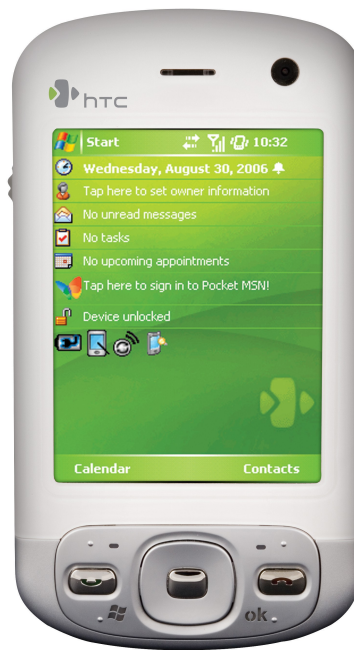 hTC
Start 10:32
Wednesday, August 30, 2006
Tap here to set owner information
No unread messages
No tasks
No upcoming appointments
Tap here to sign in to Pocket MSN!
Device unlocked
Calendar Contacts
ok